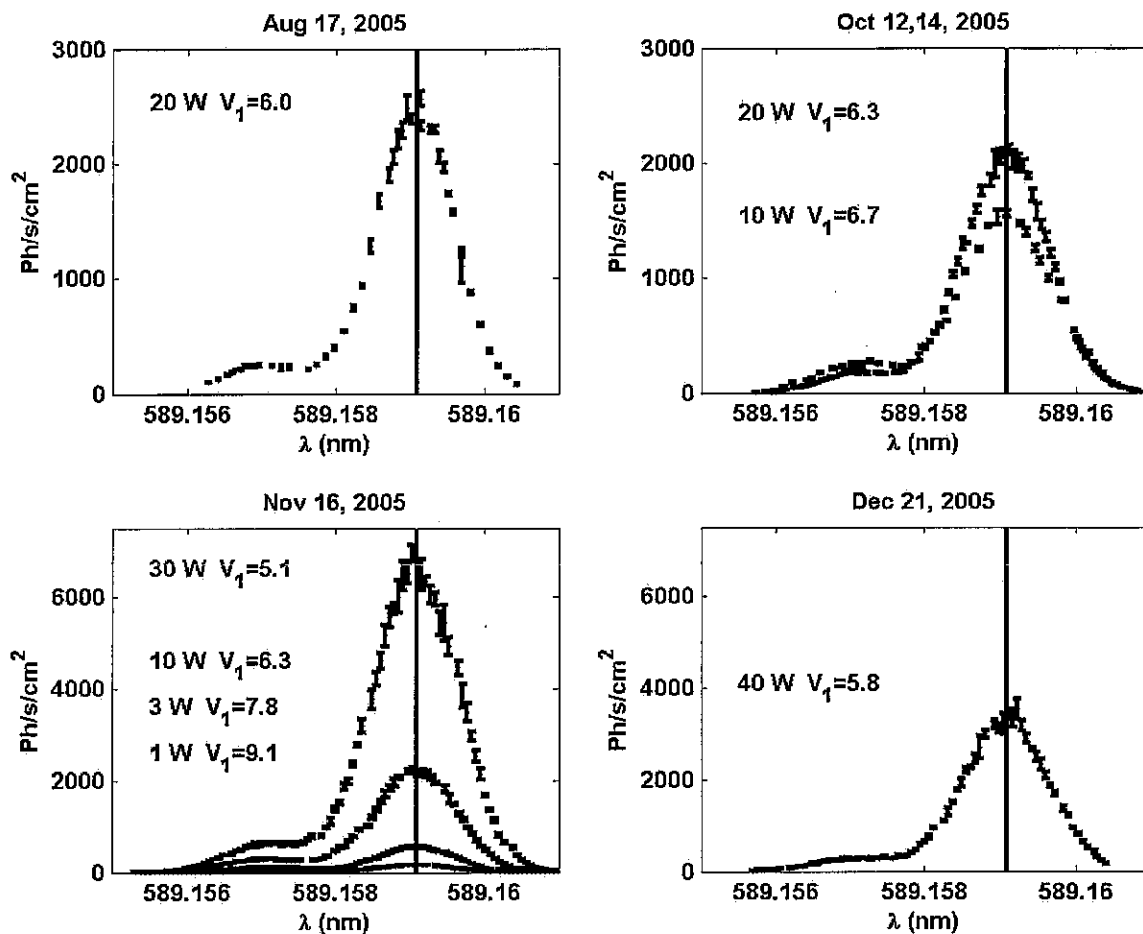 Aug 17, 2005
3000
2000
1000
0
Ph/s/cm²
20 W V₁=6.0
589.156 589.158 589.16
λ (nm)
Oct 12,14, 2005
3000
2000
1000
0
Ph/s/cm²
20 W V₁=6.3
10 W V₁=6.7
589.156 589.158 589.16
λ (nm)
Nov 16, 2005
6000
4000
2000
0
Ph/s/cm²
30 W V₁=5.1
10 W V₁=6.3
3 W V₁=7.8
1 W V₁=9.1
589.156 589.158 589.16
λ (nm)
Dec 21, 2005
6000
4000
2000
0
Ph/s/cm²
40 W V₁=5.8
589.156 589.158 589.16
λ (nm)